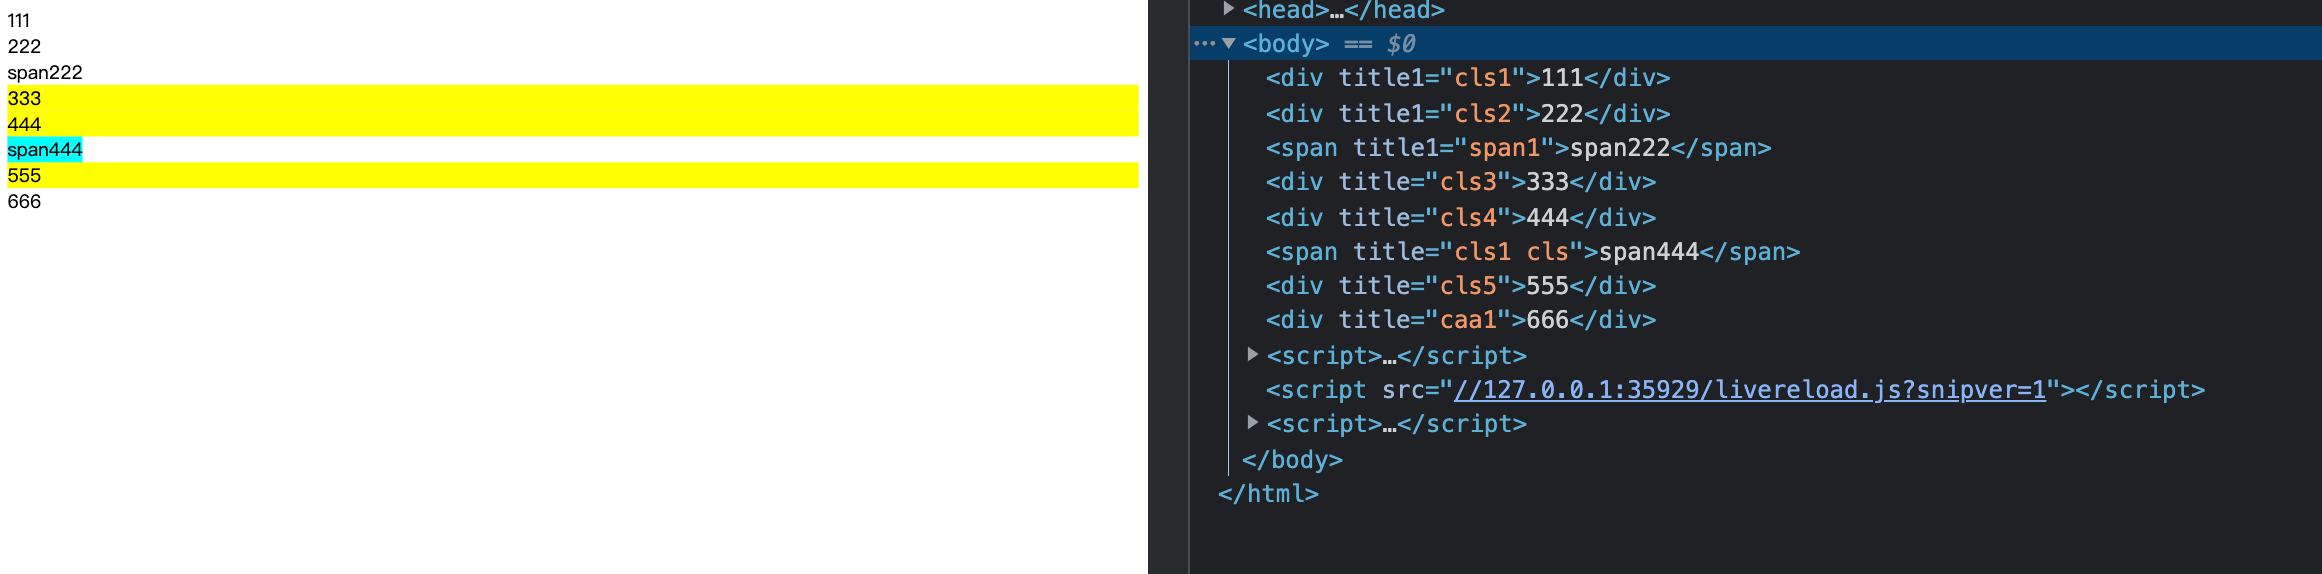 111
222
span222
333
444
span444
555
666
<head>…</head>
<body> == $0
<div title1="cls1">111</div>
<div title1="cls2">222</div>
<span title1="span1">span222</span>
<div title="cls3">333</div>
<div title="cls4">444</div>
<span title="cls1 cls">span444</span>
<div title="cls5">555</div>
<div title="caa1">666</div>
<script>…</script>
<script src="//127.0.0.1:35929/livereload.js?snipver=1"></script>
<script>…</script>
</body>
</html>